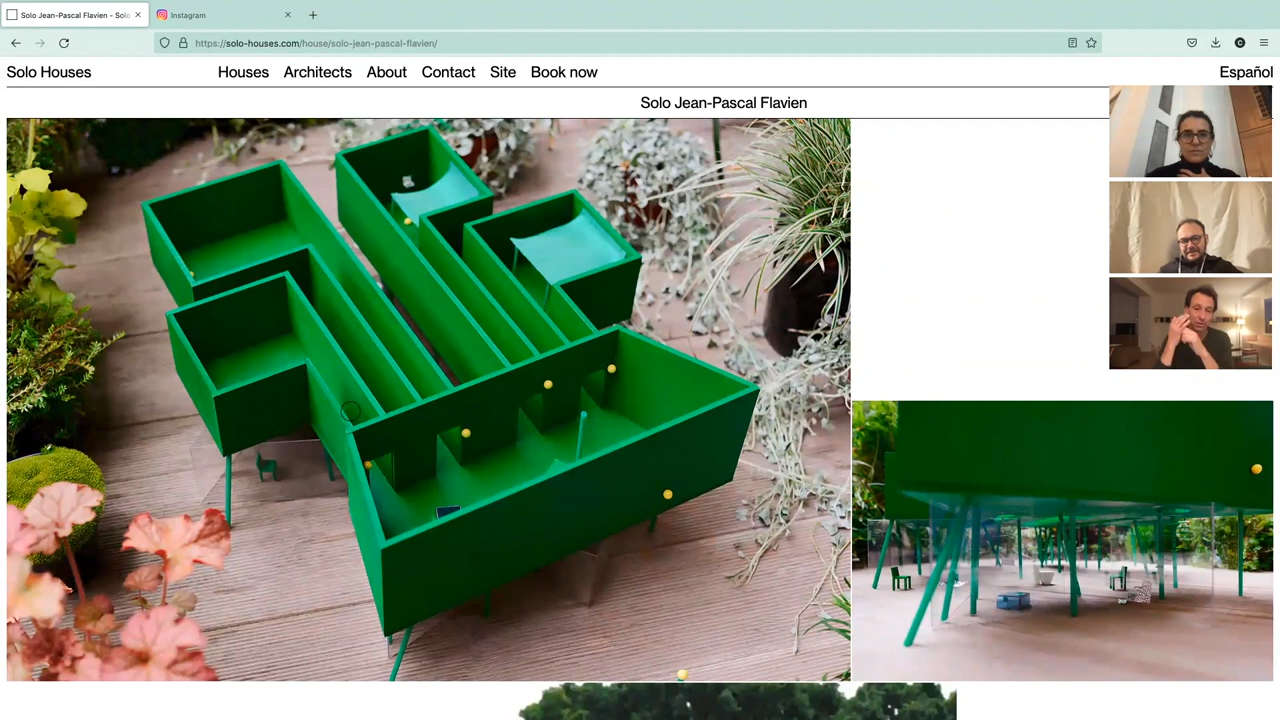 Solo Jean-Pascal Flavien - Solo
Instagram
https://solo-houses.com/house/solo-jean-pascal-flavien/
Solo Houses Houses Architects About Contact Site Book now Español
Solo Jean-Pascal Flavien